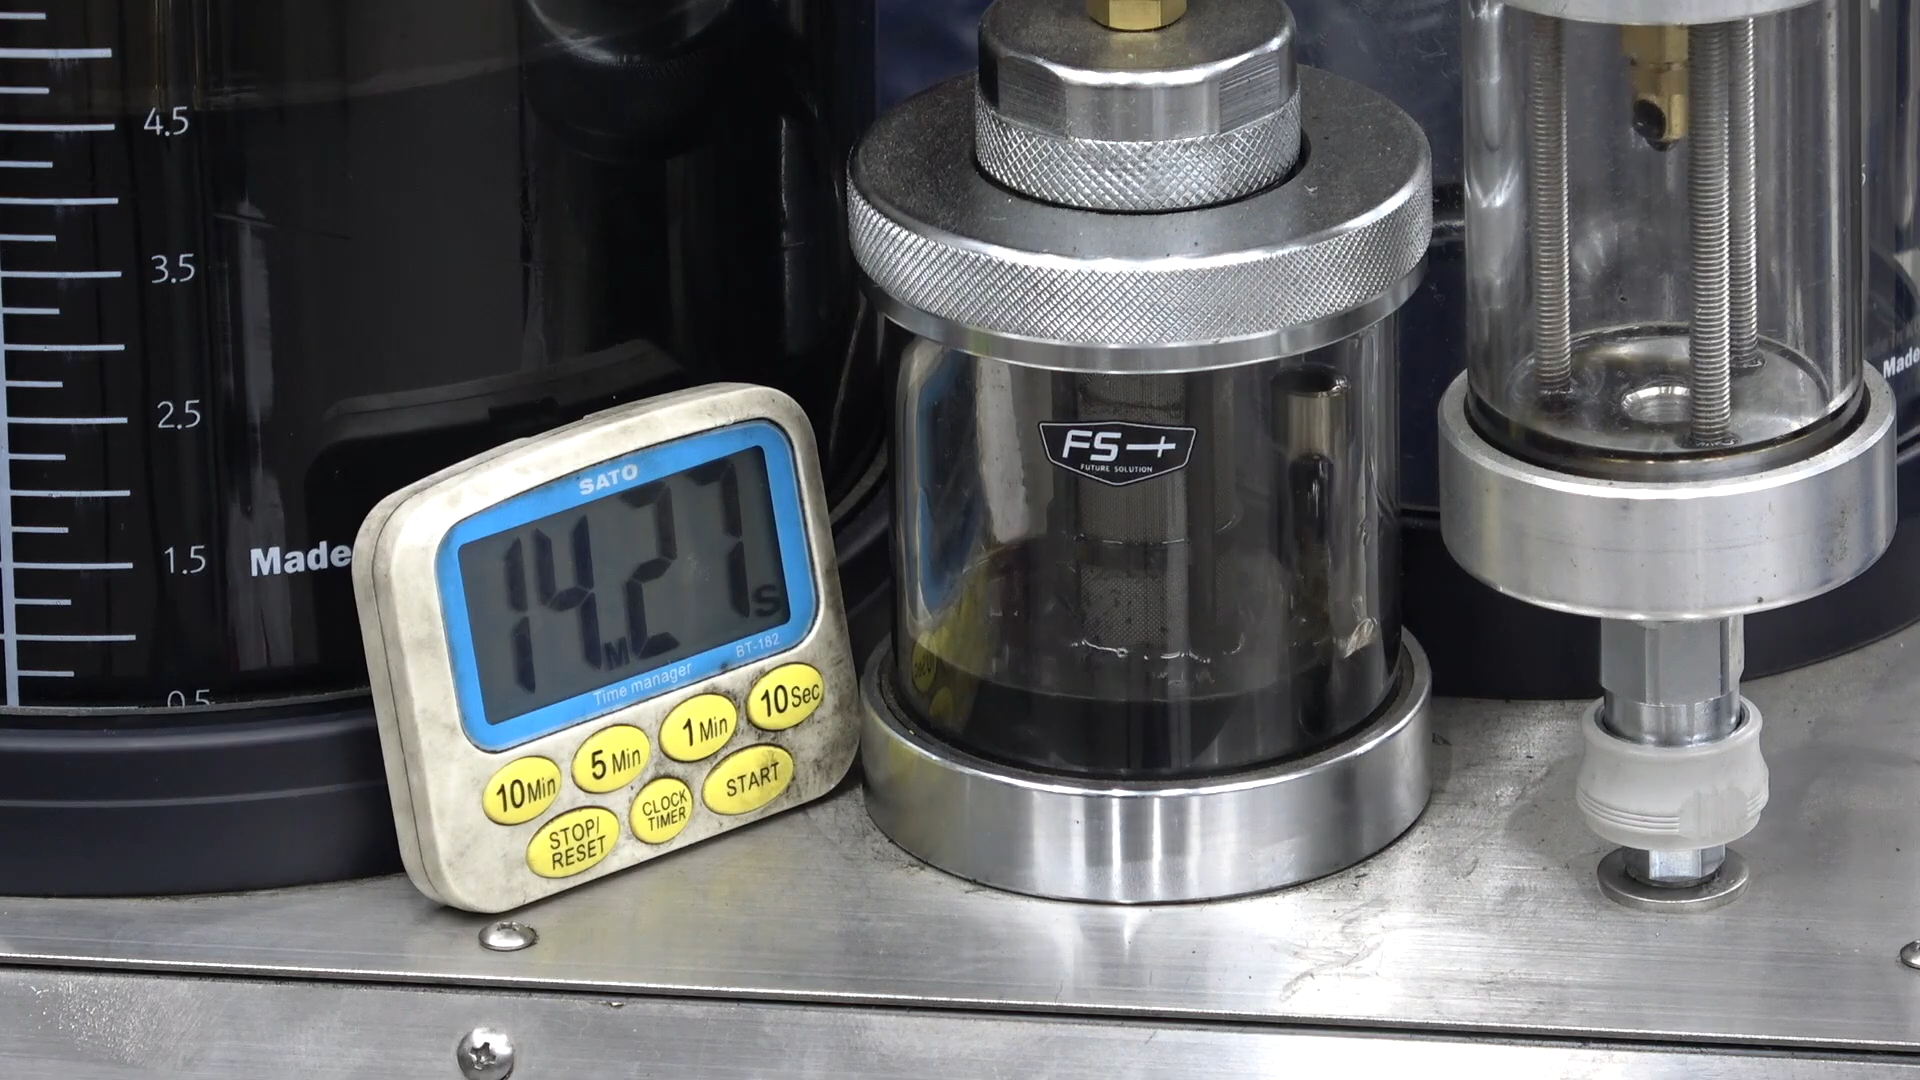 4.5
3.5
2.5
1.5
0.5
Made
SATO
14M27S
BT-182
Time manager
10Min
5Min
1Min
10Sec
STOP/
RESET
CLOCK
TIMER
START
FS+
FUTURE SOLUTION
Made